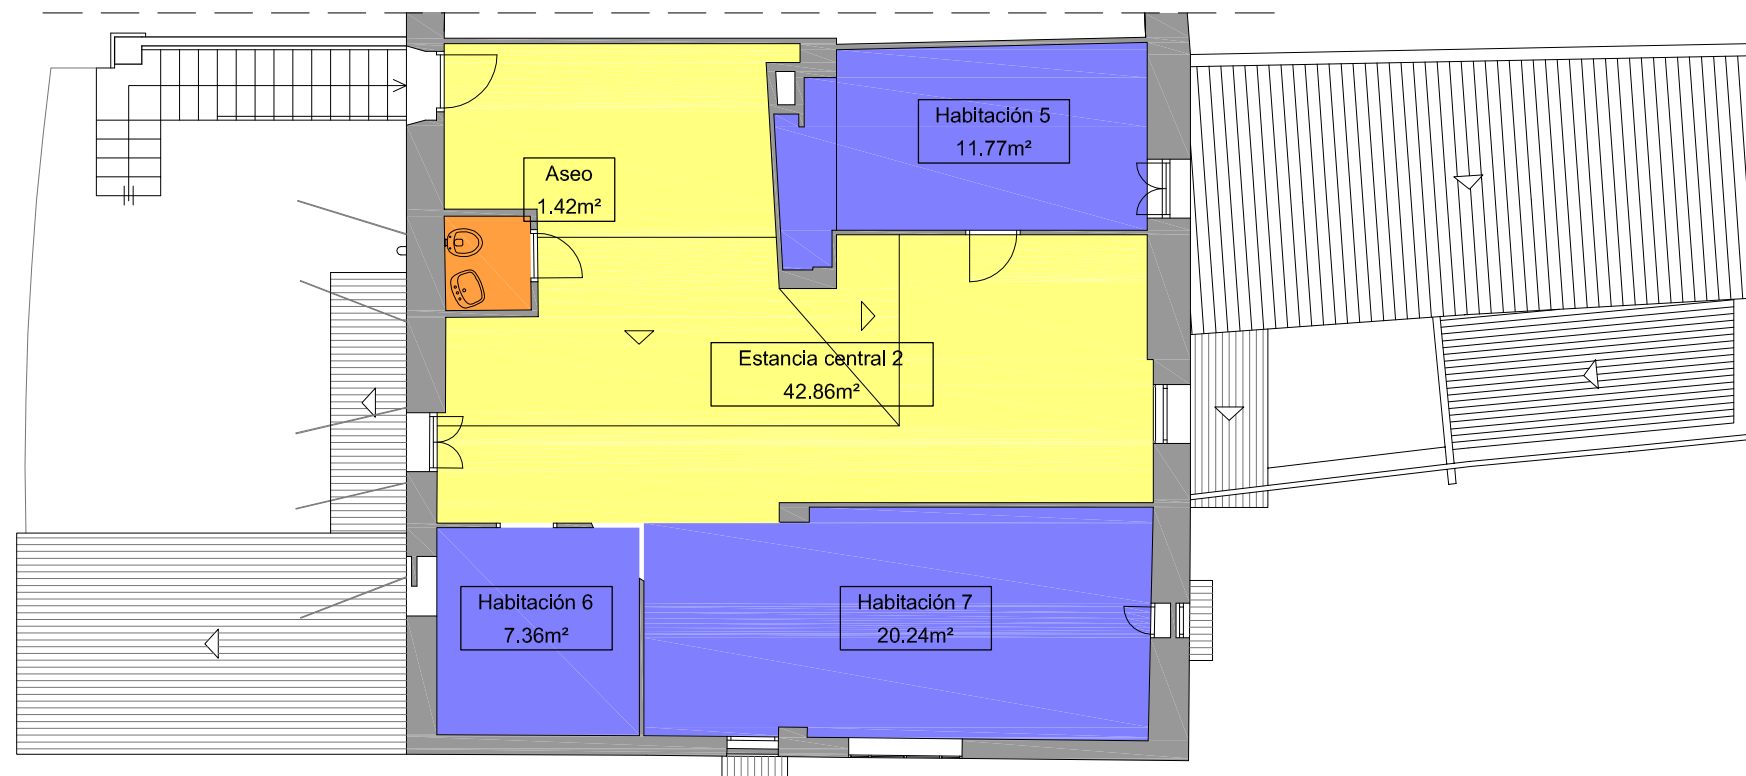 Habitación 5
11.77m²
Aseo
1.42m²
Estancia central 2
42.86m²
Habitación 6
7.36m²
Habitación 7
20.24m²